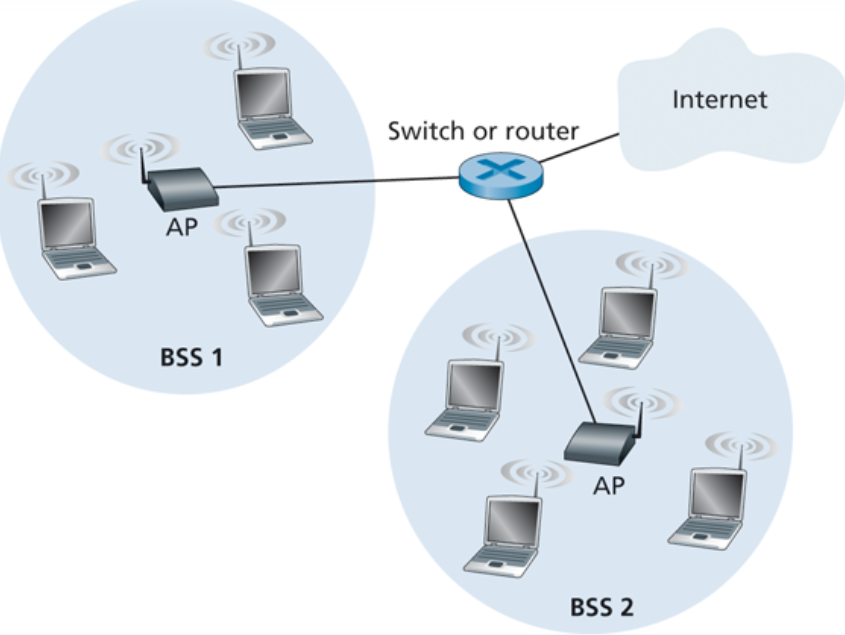 Internet
Switch or router
AP
BSS 1
AP
BSS 2